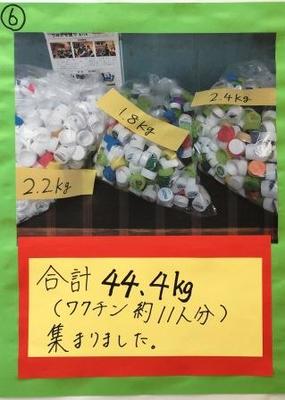 ⑥
2.4kg
1.8kg
2.2kg
合計 44.4kg
(ワクチン 約11人分)
集まりました。